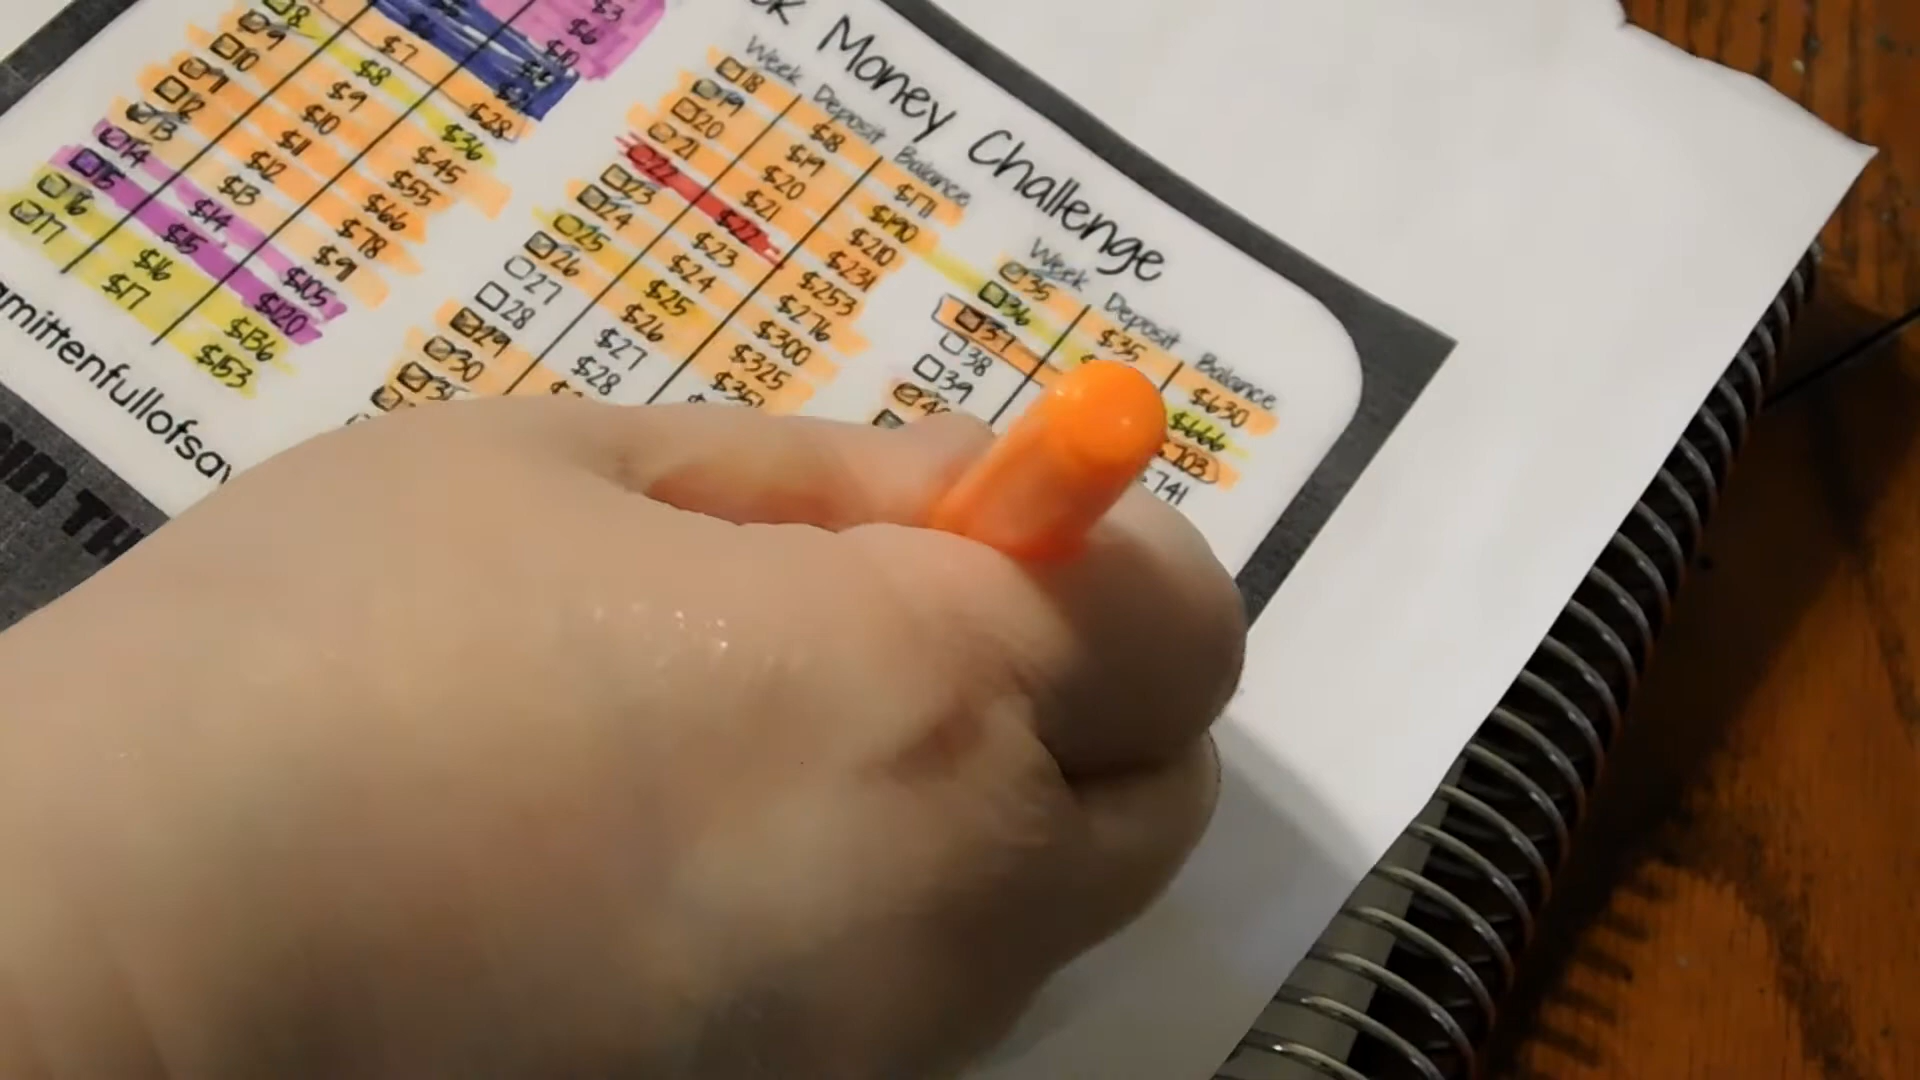 Money Challenge
8 $7 $28
9 $8 $36
10 $9 $45
11 $10 $55
12 $11 $66
13 $12 $78
14 $13 $91
15 $14 $105
16 $15 $120
17 $16 $136
$17 $153
Week Deposit Balance
18 $18 $171
19 $19 $190
20 $20 $210
21 $21 $231
22 $22 $253
23 $23 $276
24 $24 $300
25 $25 $325
26 $26 $351
27 $27
28 $28
29
30
Week Deposit Balance
35 $35 $630
36 $666
37 703
38 741
39
$3
$6
$10